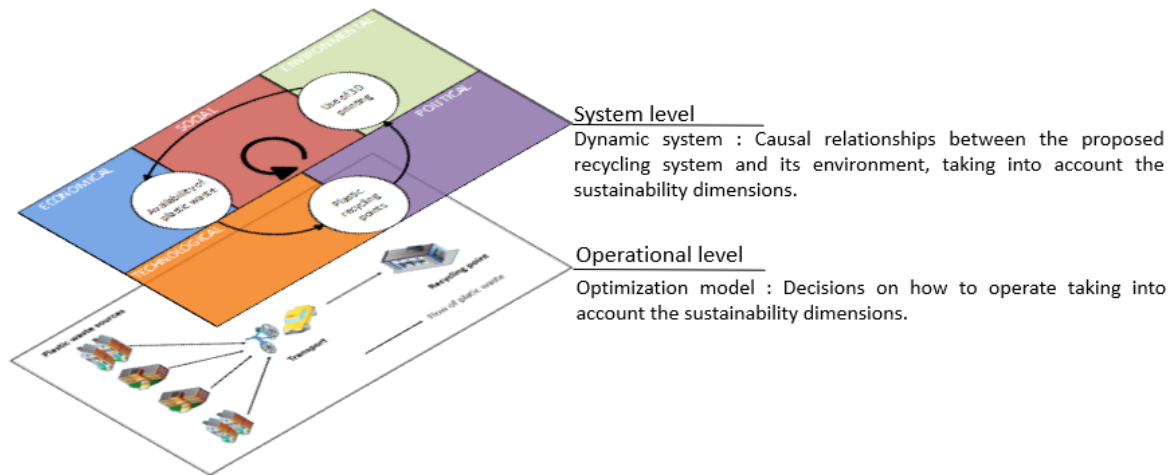 ENVIRONMENTAL
SOCIAL
Use of 3D
printing
POLITICAL
ECONOMICAL
Availability of
plastic waste
Plastic
recycling
points
TECHNOLOGICAL
System level
Dynamic system : Causal relationships between the proposed
recycling system and its environment, taking into account the
sustainability dimensions.
Operational level
Optimization model : Decisions on how to operate taking into
account the sustainability dimensions.
Recycling point
Flow of platic waste
Plastic waste sources
Transport